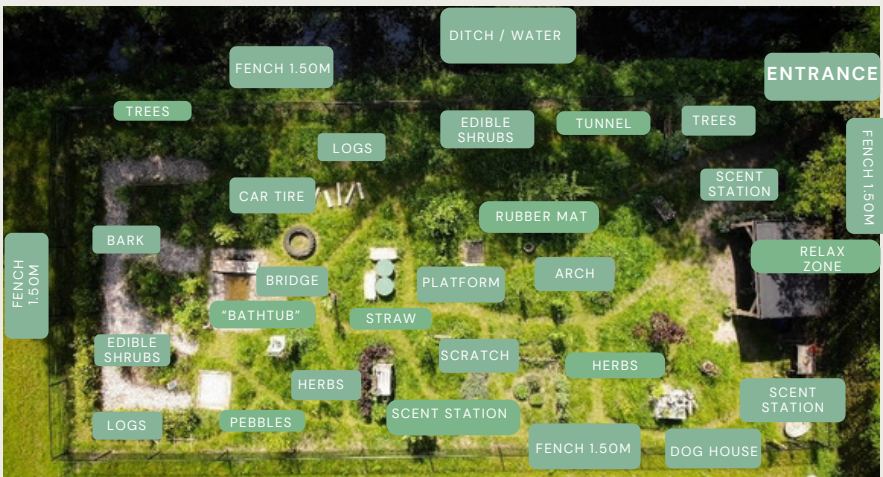 DITCH / WATER
FENCH 1.50M
ENTRANCE
TREES
EDIBLE
SHRUBS
TUNNEL
TREES
LOGS
FENCH 1.50M
SCENT
STATION
CAR TIRE
RUBBER MAT
BARK
RELAX
ZONE
FENCH
1.50M
BRIDGE
PLATFORM
ARCH
"BATHTUB"
STRAW
EDIBLE
SHRUBS
SCRATCH
HERBS
HERBS
SCENT
STATION
LOGS
PEBBLES
SCENT STATION
FENCH 1.50M
DOG HOUSE